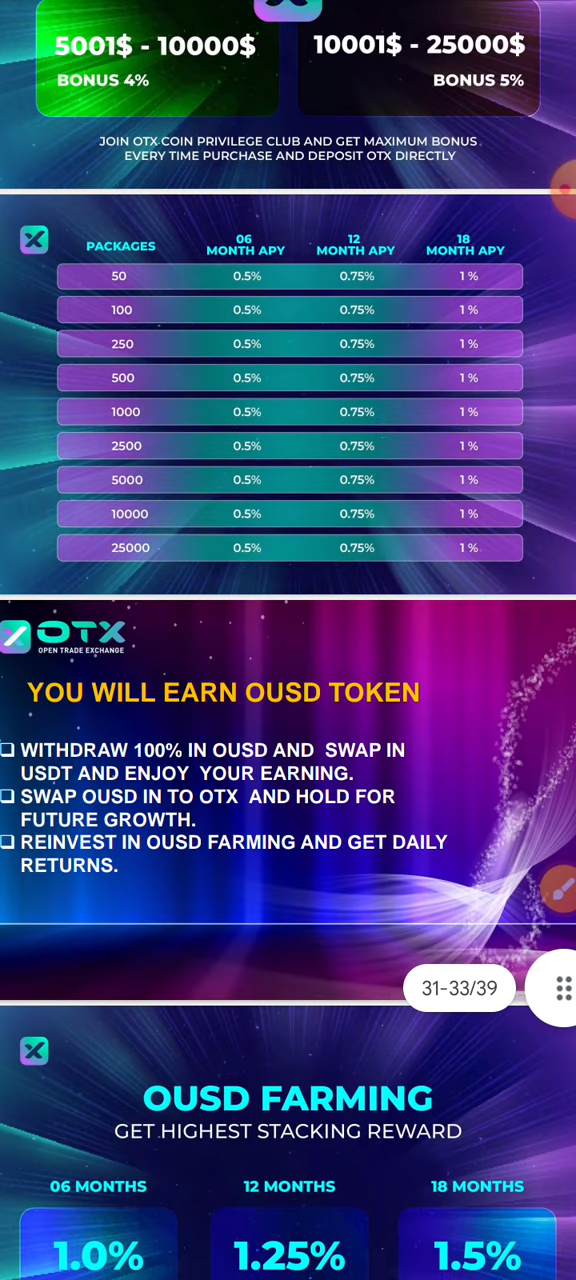 5001$ - 10000$
BONUS 4%
10001$ - 25000$
BONUS 5%
JOIN OTX COIN PRIVILEGE CLUB AND GET MAXIMUM BONUS
EVERY TIME PURCHASE AND DEPOSIT OTX DIRECTLY
PACKAGES 06 MONTH APY 12 MONTH APY 18 MONTH APY
50 0.5% 0.75% 1 %
100 0.5% 0.75% 1 %
250 0.5% 0.75% 1 %
500 0.5% 0.75% 1 %
1000 0.5% 0.75% 1 %
2500 0.5% 0.75% 1 %
5000 0.5% 0.75% 1 %
10000 0.5% 0.75% 1 %
25000 0.5% 0.75% 1 %
OTX
OPEN TRADE EXCHANGE
YOU WILL EARN OUSD TOKEN
❑ WITHDRAW 100% IN OUSD AND SWAP IN
USDT AND ENJOY YOUR EARNING.
❑ SWAP OUSD IN TO OTX AND HOLD FOR
FUTURE GROWTH.
❑ REINVEST IN OUSD FARMING AND GET DAILY
RETURNS.
31-33/39
OUSD FARMING
GET HIGHEST STACKING REWARD
06 MONTHS 12 MONTHS 18 MONTHS
1.0% 1.25% 1.5%